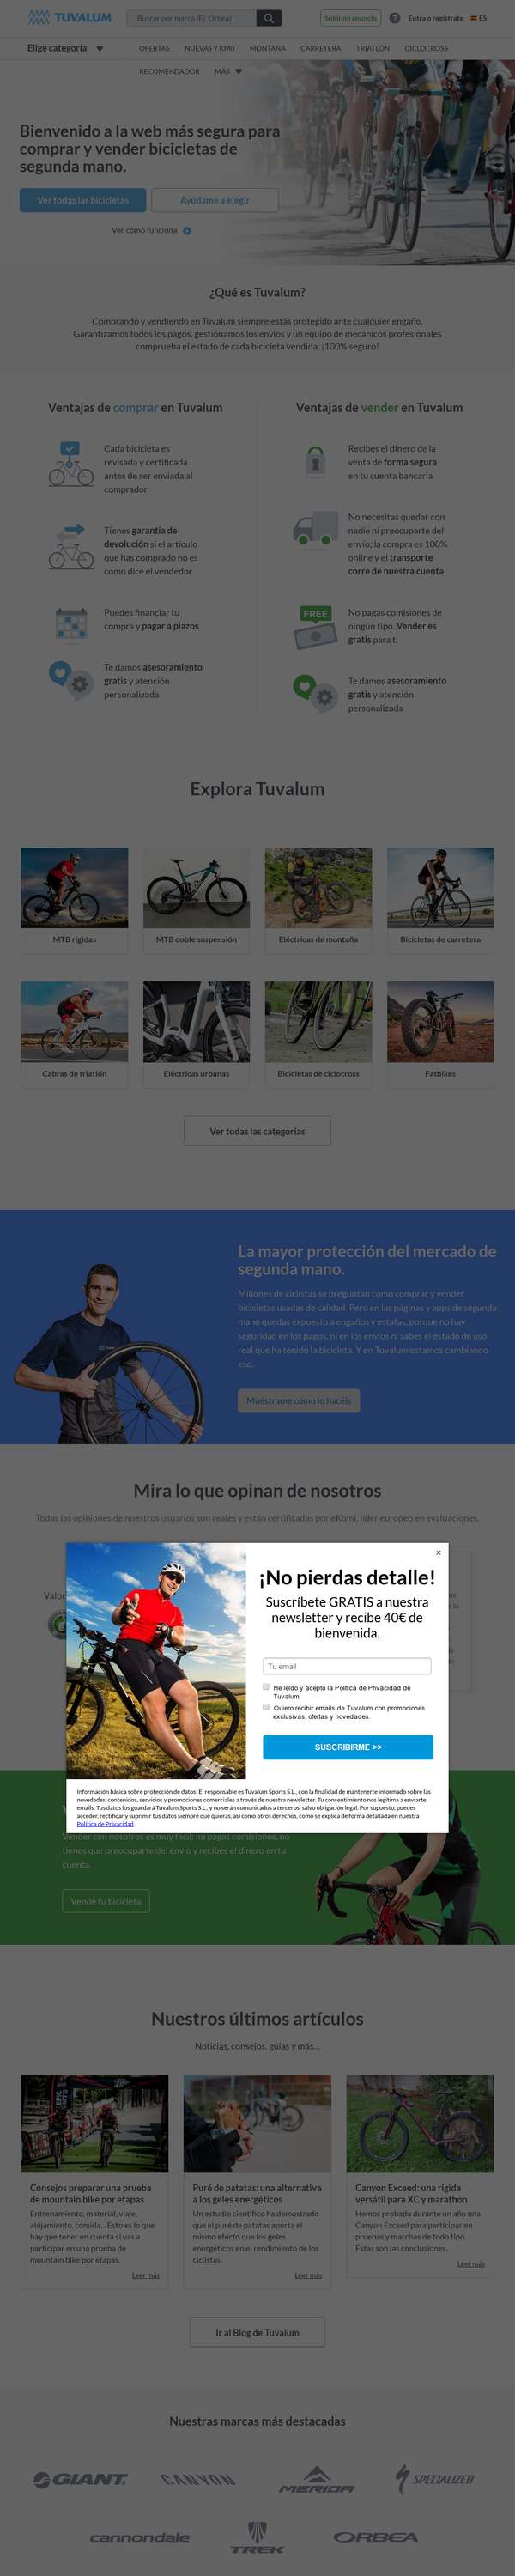 TUVALUM
Buscar por marca (Ej: Orbea)
Subir mi anuncio
?
Entra o regístrate
ES
Elige categoría
OFERTAS
NUEVAS Y KM0
MONTAÑA
CARRETERA
TRIATLÓN
CICLOCROSS
RECOMENDADOR
MÁS
Bienvenido a la web más segura para
comprar y vender bicicletas de
segunda mano.
Ver todas las bicicletas
Ayúdame a elegir
Ver cómo funciona
¿Qué es Tuvalum?
Comprando y vendiendo en Tuvalum siempre estás protegido ante cualquier engaño.
Garantizamos todos los pagos, gestionamos los envíos y un equipo de mecánicos profesionales
comprueba el estado de cada bicicleta vendida. ¡100% seguro!
Ventajas de comprar en Tuvalum
Cada bicicleta es
revisada y certificada
antes de ser enviada al
comprador
Tienes garantía de
devolución si el artículo
que has comprado no es
como dice el vendedor
Puedes financiar tu
compra y pagar a plazos
Te damos asesoramiento
gratis y atención
personalizada
Ventajas de vender en Tuvalum
Recibes el dinero de la
venta de forma segura
en tu cuenta bancaria
No necesitas quedar con
nadie ni preocuparte del
envío; la compra es 100%
online y el transporte
corre de nuestra cuenta
FREE
No pagas comisiones de
ningún tipo. Vender es
gratis para ti
Te damos asesoramiento
gratis y atención
personalizada
Explora Tuvalum
MTB rígidas
MTB doble suspensión
Eléctricas de montaña
Bicicletas de carretera
Cabras de triatlón
Eléctricas urbanas
Bicicletas de ciclocross
Fatbikes
Ver todas las categorías
La mayor protección del mercado de
segunda mano.
Millones de ciclistas se preguntan cómo comprar y vender
bicicletas usadas de calidad. Pero en las páginas y apps de segunda
mano quedas expuesto a engaños y estafas, porque no hay
seguridad en los pagos, ni en los envíos ni sabes el estado de uso
real que ha tenido la bicicleta. Y en Tuvalum estamos cambiando
eso.
Muéstrame cómo lo hacéis
Mira lo que opinan de nosotros
Todas las opiniones de nuestros usuarios son reales y están certificadas por eKomi, líder europeo en evaluaciones.
×
¡No pierdas detalle!
Suscríbete GRATIS a nuestra
newsletter y recibe 40€ de
bienvenida.
Tu email
He leído y acepto la Política de Privacidad de
Tuvalum.
Quiero recibir emails de Tuvalum con promociones
exclusivas, ofertas y novedades.
SUSCRIBIRME >>
Información básica sobre protección de datos: El responsable es Tuvalum Sports S.L., con la finalidad de mantenerte informado sobre las
novedades, contenidos, servicios y promociones comerciales a través de nuestra newsletter. Tu consentimiento nos legitima a enviarte
emails. Tus datos los guardará Tuvalum Sports S.L., y no serán comunicados a terceros, salvo obligación legal. Por supuesto, puedes
acceder, rectificar y suprimir tus datos siempre que quieras, así como otros derechos, como se explica de forma detallada en nuestra
Política de Privacidad.
Vender con nosotros es muy fácil: no pagas comisiones, no
tienes que preocuparte del envío y recibes el dinero en tu
cuenta.
Vende tu bicicleta
Nuestros últimos artículos
Noticias, consejos, guías y más...
Consejos preparar una prueba
de mountain bike por etapas
Entrenamiento, material, viaje,
alojamiento, comida... Esto es lo que
hay que tener en cuenta si vas a
participar en una prueba de
mountain bike por etapas.
Leer más
Puré de patatas: una alternativa
a los geles energéticos
Un estudio científico ha demostrado
que el puré de patatas aporta el
mismo efecto que los geles
energéticos en el rendimiento de los
ciclistas.
Leer más
Canyon Exceed: una rígida
versátil para XC y marathon
Hemos probado durante un año una
Canyon Exceed para participar en
pruebas y marchas de todo tipo.
Éstas son las conclusiones.
Leer más
Ir al Blog de Tuvalum
Nuestras marcas más destacadas
GIANT
CANYON
MERIDA
SPECIALIZED
cannondale
TREK
ORBEA